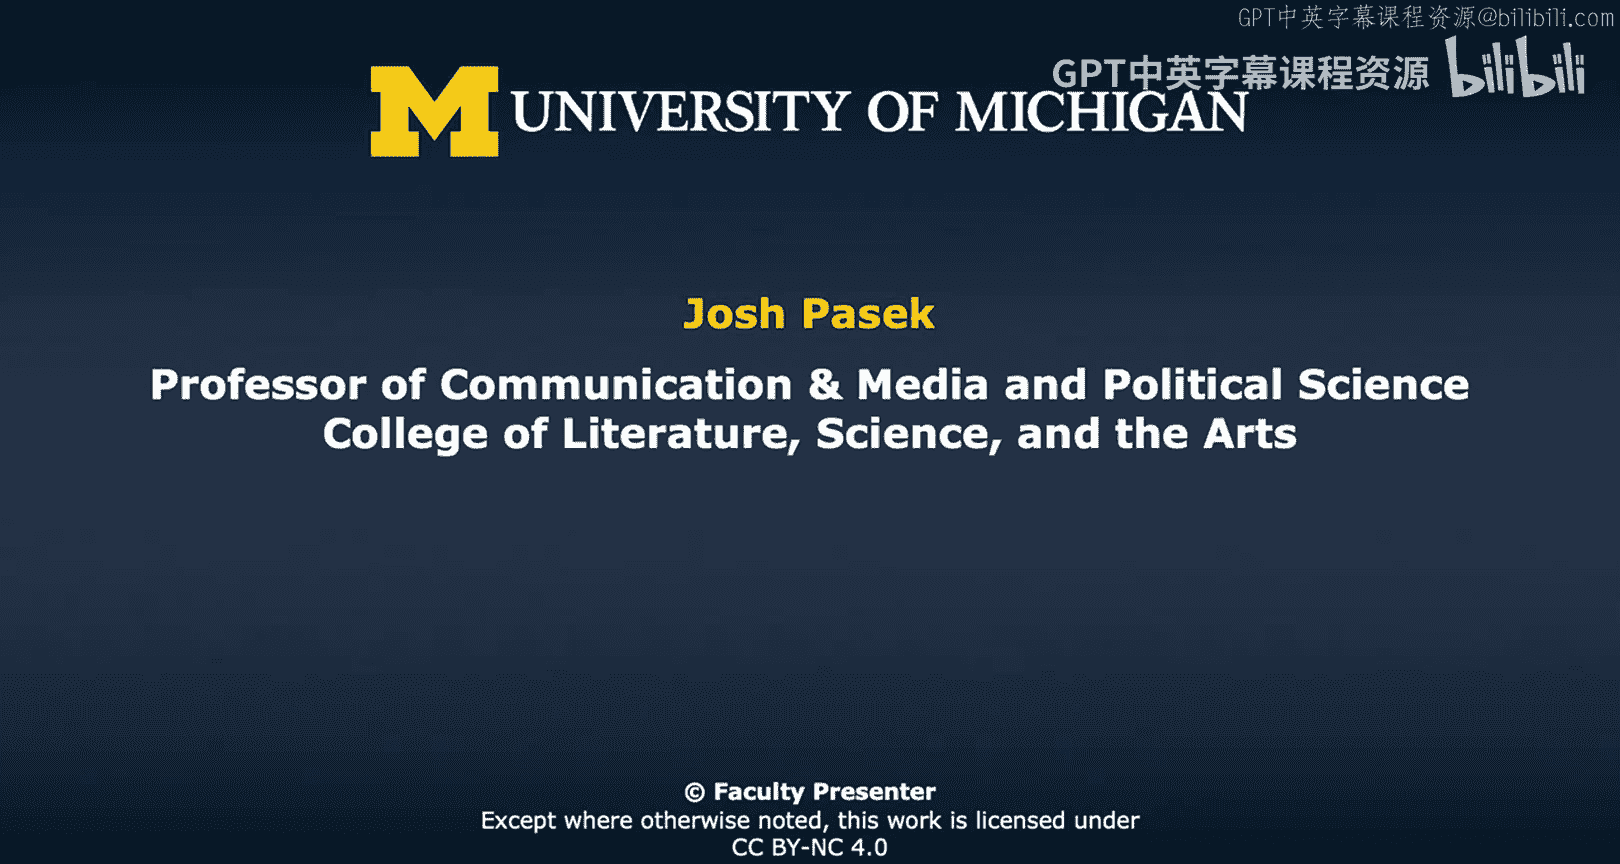 GPT中英字幕课程资源@bilibili.com
GPT中英字幕课程资源 bilibili
M UNIVERSITY OF MICHIGAN
Josh Pasek
Professor of Communication & Media and Political Science
College of Literature, Science, and the Arts
© Faculty Presenter
Except where otherwise noted, this work is licensed under
CC BY-NC 4.0